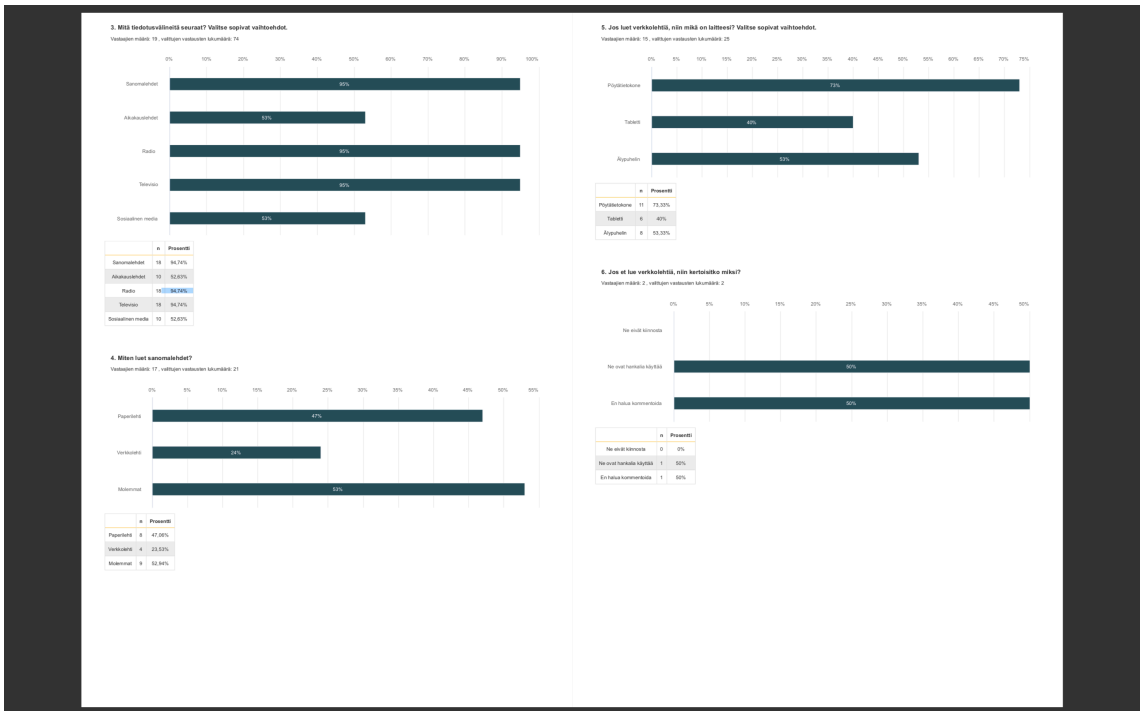 3. Mitä tiedotusvälineitä seuraat? Valitse sopivat vaihtoehdot.
Vastaajien määrä: 19 , valittujen vastausten lukumäärä: 74
0% 10% 20% 30% 40% 50% 60% 70% 80% 90% 100%
Sanomalehdet 95%
Aikakauslehdet 53%
Radio 95%
Televisio 95%
Sosiaalinen media 53%
n Prosentti
Sanomalehdet 18 94,74%
Aikakauslehdet 10 52,63%
Radio 18 94,74%
Televisio 18 94,74%
Sosiaalinen media 10 52,63%
4. Miten luet sanomalehdet?
Vastaajien määrä: 17 , valittujen vastausten lukumäärä: 21
0% 5% 10% 15% 20% 25% 30% 35% 40% 45% 50% 55%
Paperilehti 47%
Verkkolehti 24%
Molemmat 53%
n Prosentti
Paperilehti 8 47,06%
Verkkolehti 4 23,53%
Molemmat 9 52,94%
5. Jos luet verkkolehtiä, niin mikä on laitteesi? Valitse sopivat vaihtoehdot.
Vastaajien määrä: 15 , valittujen vastausten lukumäärä: 25
0% 5% 10% 15% 20% 25% 30% 35% 40% 45% 50% 55% 60% 65% 70% 75%
Pöytätietokone 73%
Tabletti 40%
Älypuhelin 53%
n Prosentti
Pöytätietokone 11 73,33%
Tabletti 6 40%
Älypuhelin 8 53,33%
6. Jos et lue verkkolehtiä, niin kertoisitko miksi?
Vastaajien määrä: 2 , valittujen vastausten lukumäärä: 2
0% 5% 10% 15% 20% 25% 30% 35% 40% 45% 50%
Ne eivät kiinnosta
Ne ovat hankalia käyttää 50%
En halua kommentoida 50%
n Prosentti
Ne eivät kiinnosta 0 0%
Ne ovat hankalia käyttää 1 50%
En halua kommentoida 1 50%